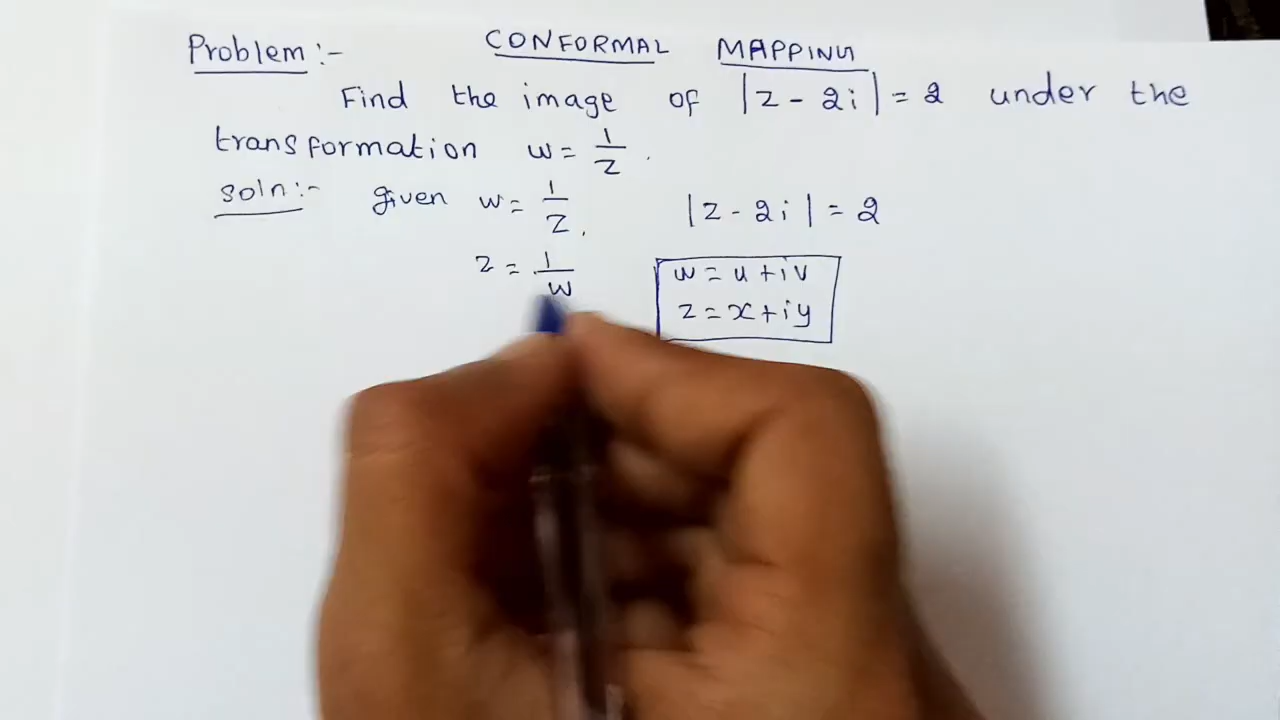 Problem :- CONFORMAL MAPPING
Find the image of |z - 2i| = 2 under the
transformation w = 1/z .
soln :- given w = 1/z , |z - 2i| = 2
z = 1/w
w = u + iv
z = x + iy